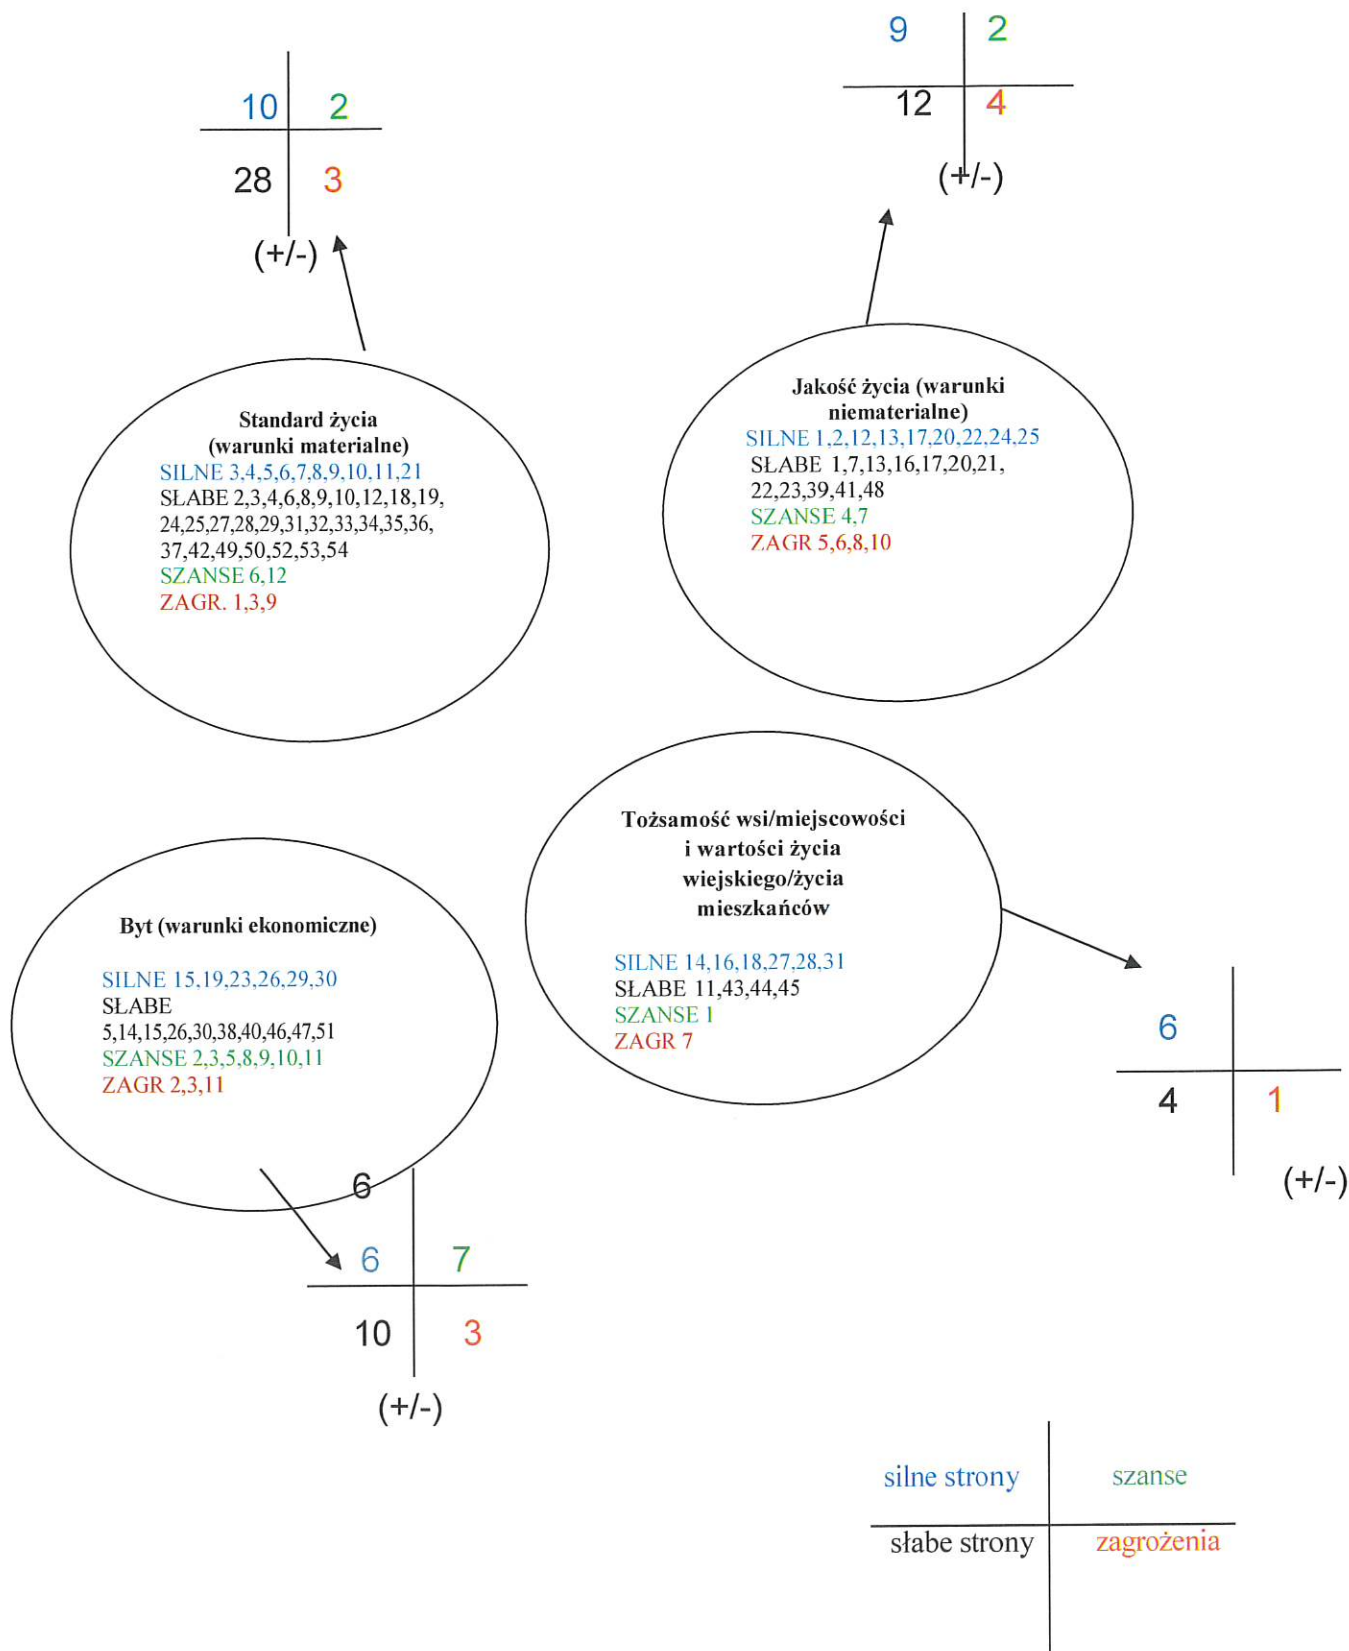 9 2
12 4
(+/-)
10 2
28 3
(+/-)
Standard życia
(warunki materialne)
SILNE 3,4,5,6,7,8,9,10,11,21
SŁABE 2,3,4,6,8,9,10,12,18,19,
24,25,27,28,29,31,32,33,34,35,36,
37,42,49,50,52,53,54
SZANSE 6,12
ZAGR. 1,3,9
Jakość życia (warunki
niematerialne)
SILNE 1,2,12,13,17,20,22,24,25
SŁABE 1,7,13,16,17,20,21,
22,23,39,41,48
SZANSE 4,7
ZAGR 5,6,8,10
Tożsamość wsi/miejscowości
i wartości życia
wiejskiego/życia
mieszkańców
SILNE 14,16,18,27,28,31
SŁABE 11,43,44,45
SZANSE 1
ZAGR 7
6
4 1
(+/-)
Byt (warunki ekonomiczne)
SILNE 15,19,23,26,29,30
SŁABE
5,14,15,26,30,38,40,46,47,51
SZANSE 2,3,5,8,9,10,11
ZAGR 2,3,11
6
6 7
10 3
(+/-)
silne strony szanse
słabe strony zagrożenia